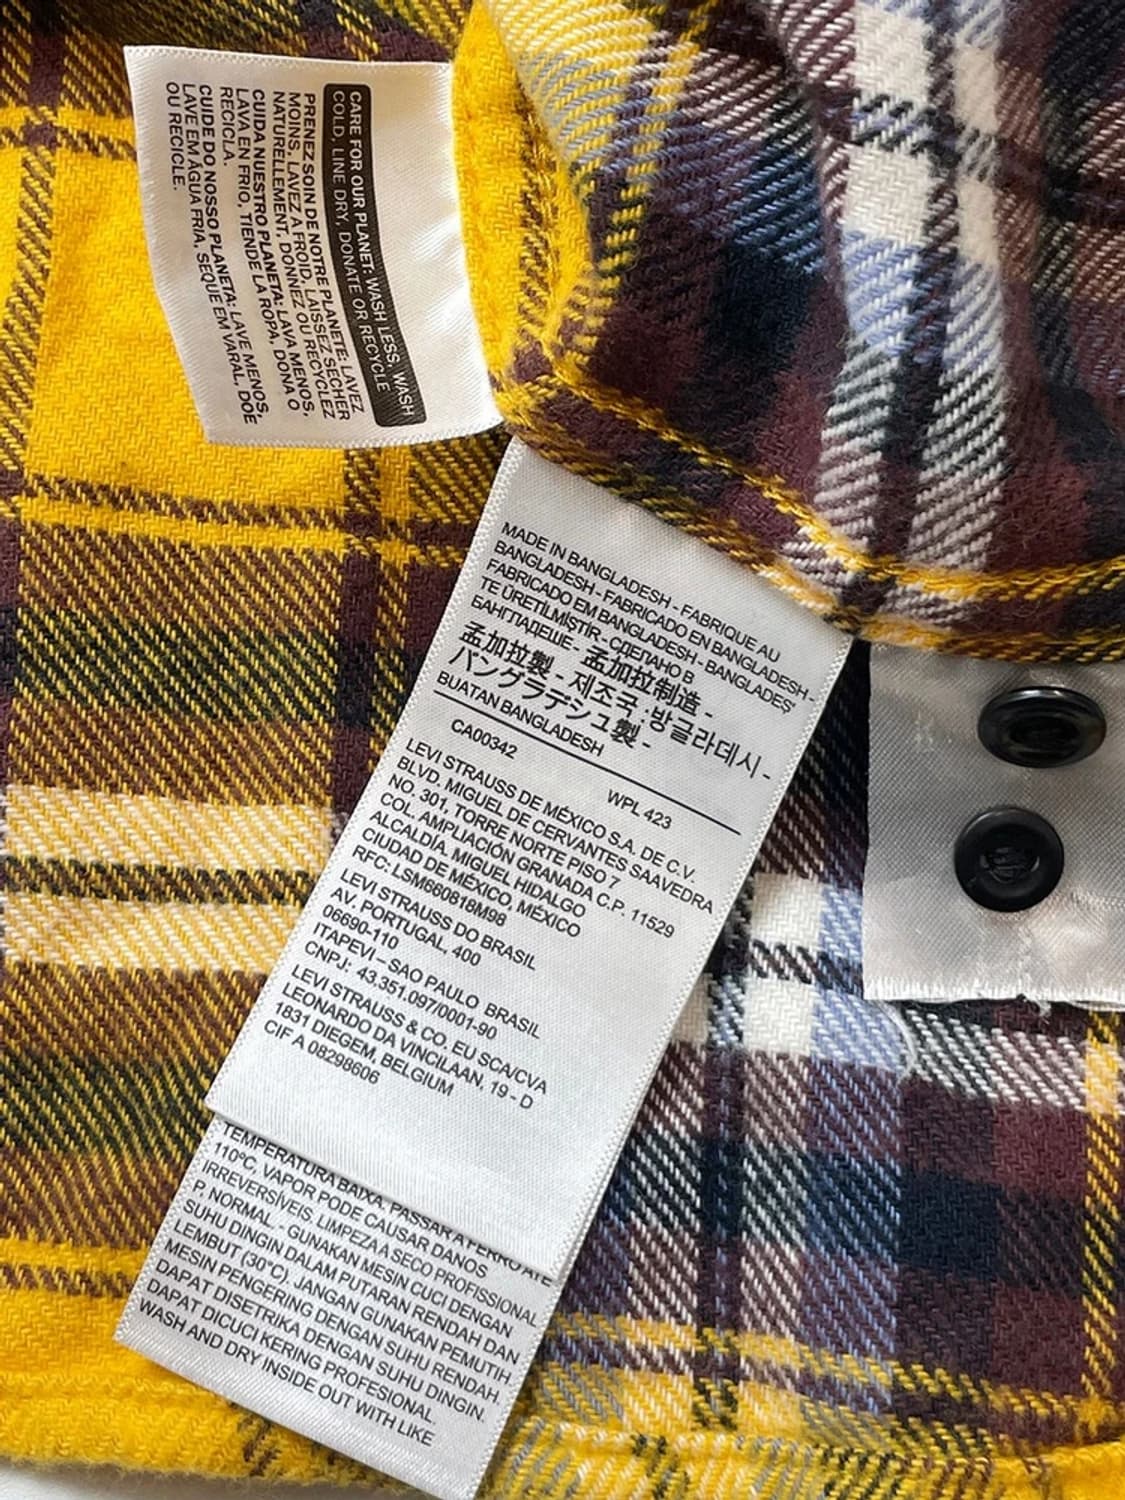 CARE FOR OUR PLANET: WASH LESS, WASH
COLD, LINE DRY, DONATE OR RECYCLE
PRENEZ SOIN DE NOTRE PLANETE: LAVEZ
MOINS, LAVEZ A FROID, LAISSEZ SECHER
NATURELLEMENT, DONNEZ OU RECYCLEZ
CUIDA NUESTRO PLANETA: LAVA MENOS,
LAVA EN FRIO, TIENDE LA ROPA, DONA O
RECICLA.
CUIDE DO NOSSO PLANETA: LAVE MENOS,
LAVE EM ÁGUA FRIA, SEQUE EM VARAL, DOE
OU RECICLE.
MADE IN BANGLADESH - FABRIQUE AU
BANGLADESH - FABRICADO EN BANGLADESH -
FABRICADO EM BANGLADESH - BANGLADEŞ'
TE ÜRETİLMİSTİR - СДЕЛАНО В
БАНГЛАДЕШЕ - 孟加拉制造 -
孟加拉製 - 제조국 :방글라데시 -
バングラデシュ製 -
BUATAN BANGLADESH
CA00342 WPL 423
LEVI STRAUSS DE MÉXICO S.A. DE C.V.
BLVD. MIGUEL DE CERVANTES SAAVEDRA
NO. 301, TORRE NORTE PISO 7
COL. AMPLIACIÓN GRANADA C.P. 11529
ALCALDÍA. MIGUEL HIDALGO
CIUDAD DE MÉXICO, MÉXICO
RFC: LSM660818M98
LEVI STRAUSS DO BRASIL
AV. PORTUGAL, 400
06690-110
ITAPEVI – SAO PAULO BRASIL
CNPJ: 43.351.097/0001-90
LEVI STRAUSS & CO. EU SCA/CVA
LEONARDO DA VINCILAAN, 19 - D
1831 DIEGEM, BELGIUM
CIF A 08298606
TEMPERATURA BAIXA. PASSAR A FERRO ATÉ
110°C, VAPOR PODE CAUSAR DANOS
IRREVERSÍVEIS, LIMPEZA A SECO PROFISSIONAL
P, NORMAL - GUNAKAN MESIN CUCI DENGAN
SUHU DINGIN DALAM PUTARAN RENDAH DAN
LEMBUT (30°C). JANGAN GUNAKAN PEMUTIH.
MESIN PENGERING DENGAN SUHU RENDAH.
DAPAT DISETRIKA DENGAN SUHU DINGIN.
DAPAT DICUCI KERING PROFESIONAL.
WASH AND DRY INSIDE OUT WITH LIKE